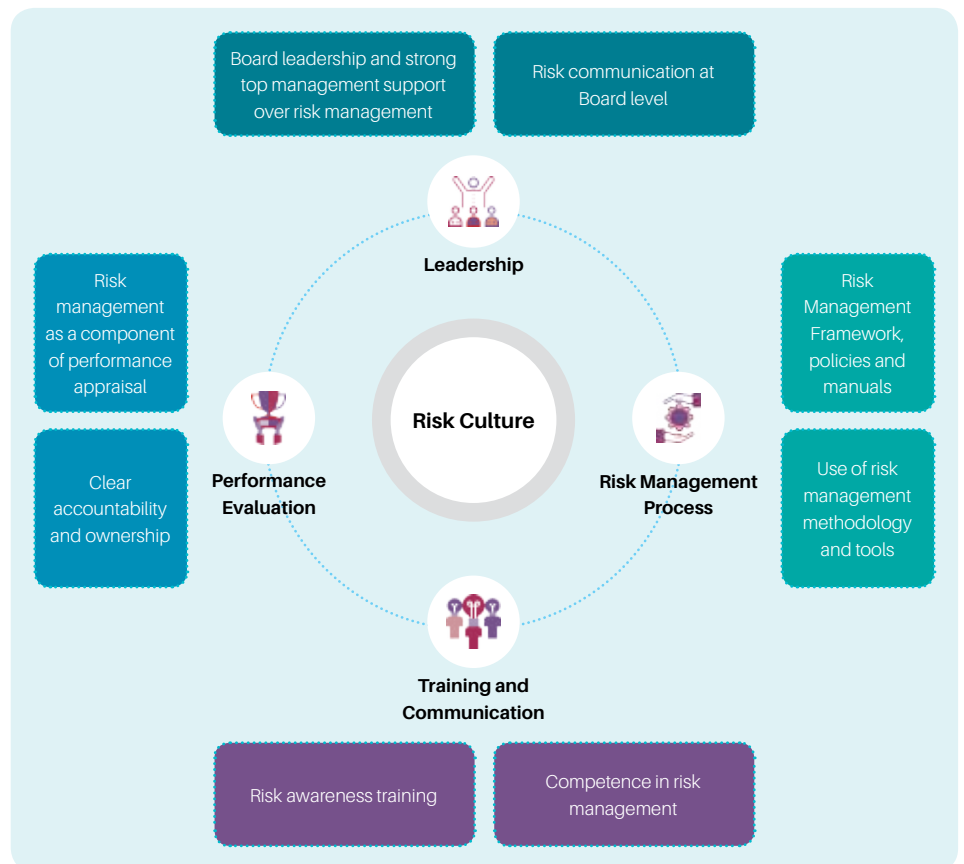 Board leadership and strong
top management support
over risk management
Risk communication at
Board level
Leadership
Risk
management
as a component
of performance
appraisal
Clear
accountability
and ownership
Performance
Evaluation
Risk Culture
Risk Management
Process
Risk
Management
Framework,
policies and
manuals
Use of risk
management
methodology
and tools
Training and
Communication
Risk awareness training
Competence in risk
management